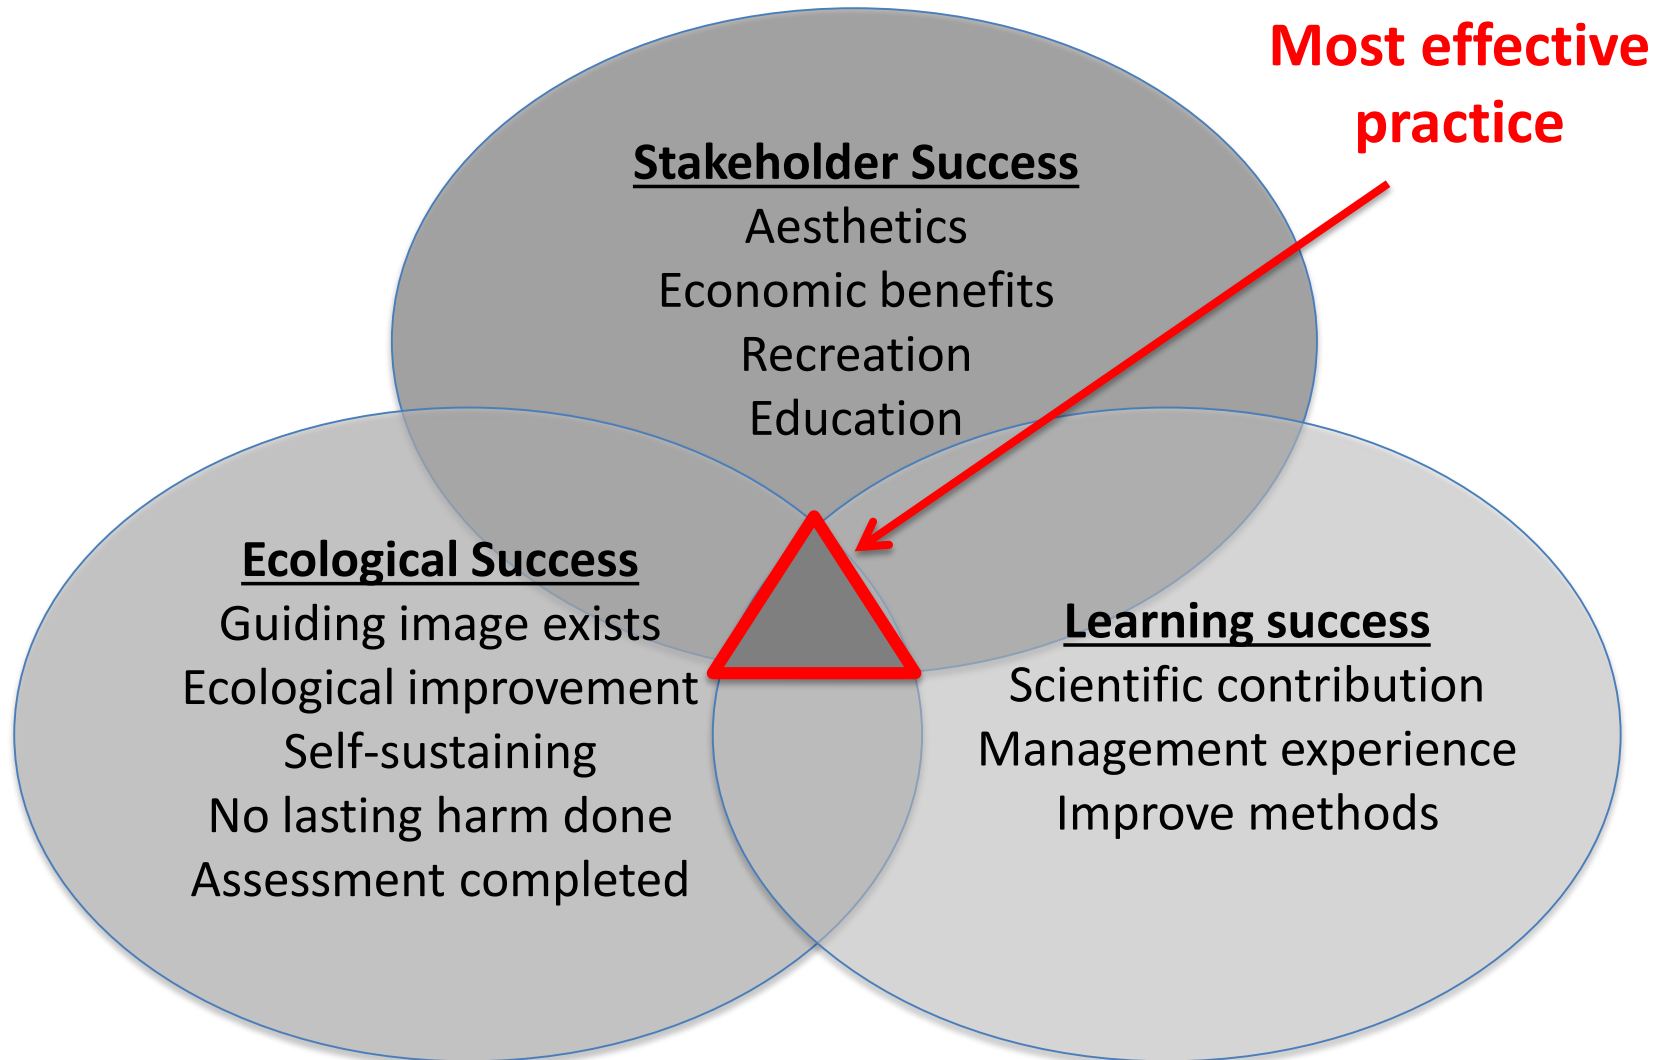 Most effective
practice
Stakeholder Success
Aesthetics
Economic benefits
Recreation
Education
Ecological Success
Guiding image exists
Ecological improvement
Self-sustaining
No lasting harm done
Assessment completed
Learning success
Scientific contribution
Management experience
Improve methods